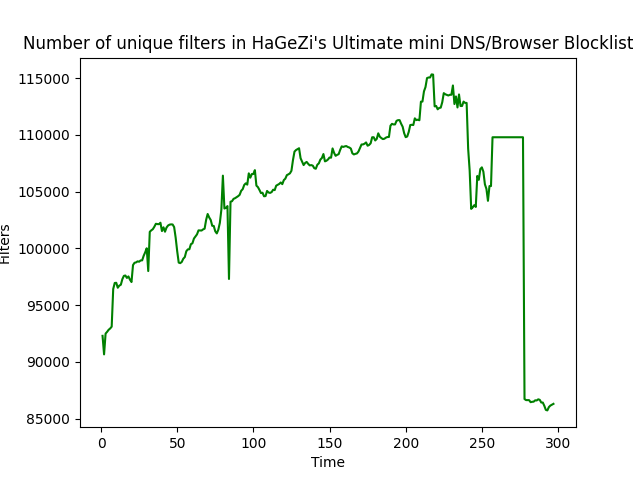 Number of unique filters in HaGeZi's Ultimate mini DNS/Browser Blocklist
115000
110000
105000
100000
95000
90000
85000
Filters
0 50 100 150 200 250 300
Time